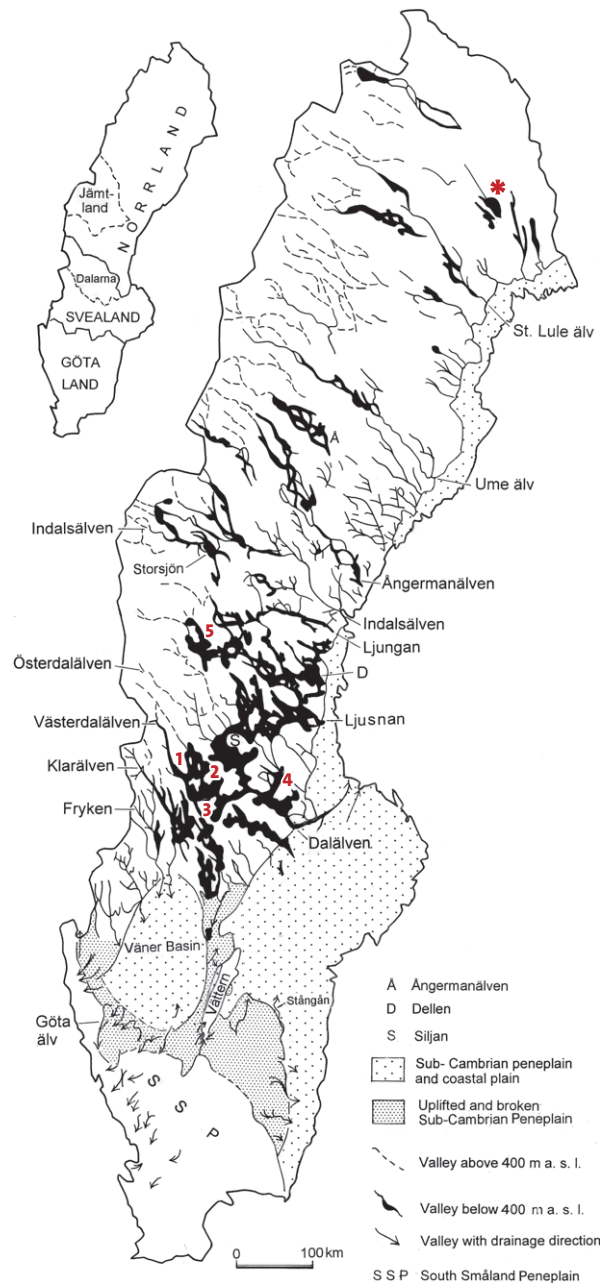 NORRLAND
Jämt-
land
Dalarna
SVEALAND
GÖTA
LAND
*
St. Lule älv
Å
Ume älv
Indalsälven
Storsjön
Ångermanälven
Indalsälven
5
Ljungan
Österdalälven
D
Västerdalälven
Ljusnan
S
1
Klarälven
2
4
Fryken
3
Dalälven
Väner Basin
Vättern
Stångån
Göta
älv
S S P
Å Ångermanälven
D Dellen
S Siljan
Sub- Cambrian peneplain
and coastal plain
Uplifted and broken
Sub-Cambrian Peneplain
Valley above 400 m a. s. l.
Valley below 400 m a. s. l.
Valley with drainage direction
S S P South Småland Peneplain
0 100 km